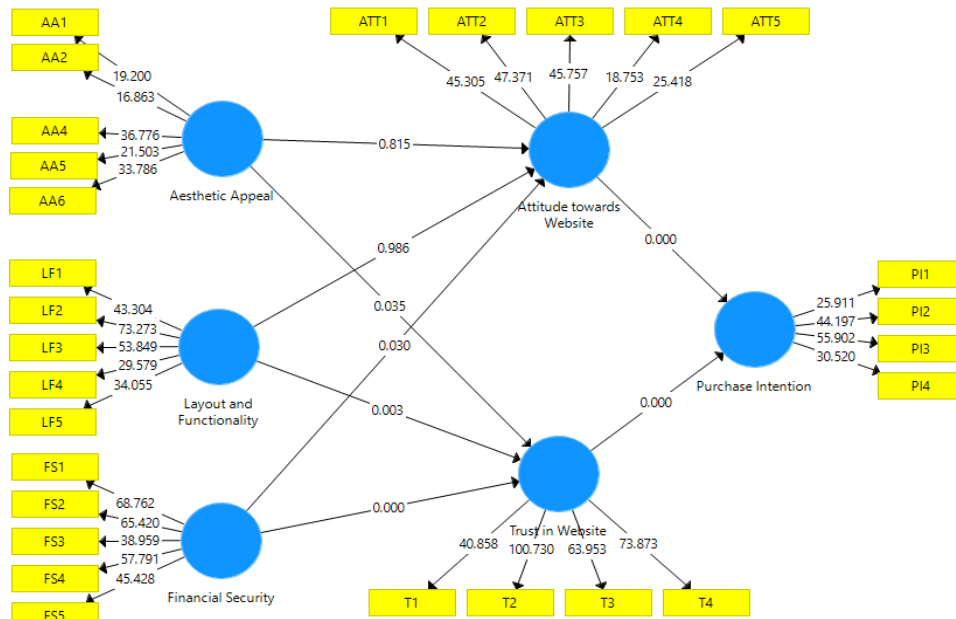 AA1
AA2
AA4
AA5
AA6
19.200
16.863
36.776
21.503
33.786
Aesthetic Appeal
LF1
LF2
LF3
LF4
LF5
43.304
73.273
53.849
29.579
34.055
Layout and
Functionality
FS1
FS2
FS3
FS4
FS5
68.762
65.420
38.959
57.791
45.428
Financial Security
ATT1
ATT2
ATT3
ATT4
ATT5
45.305
47.371
45.757
18.753
25.418
Attitude towards
Website
0.815
0.986
0.035
0.030
0.003
0.000
0.000
0.000
Trust in Website
40.858
100.730
63.953
73.873
T1
T2
T3
T4
Purchase Intention
25.911
44.197
55.902
30.520
PI1
PI2
PI3
PI4